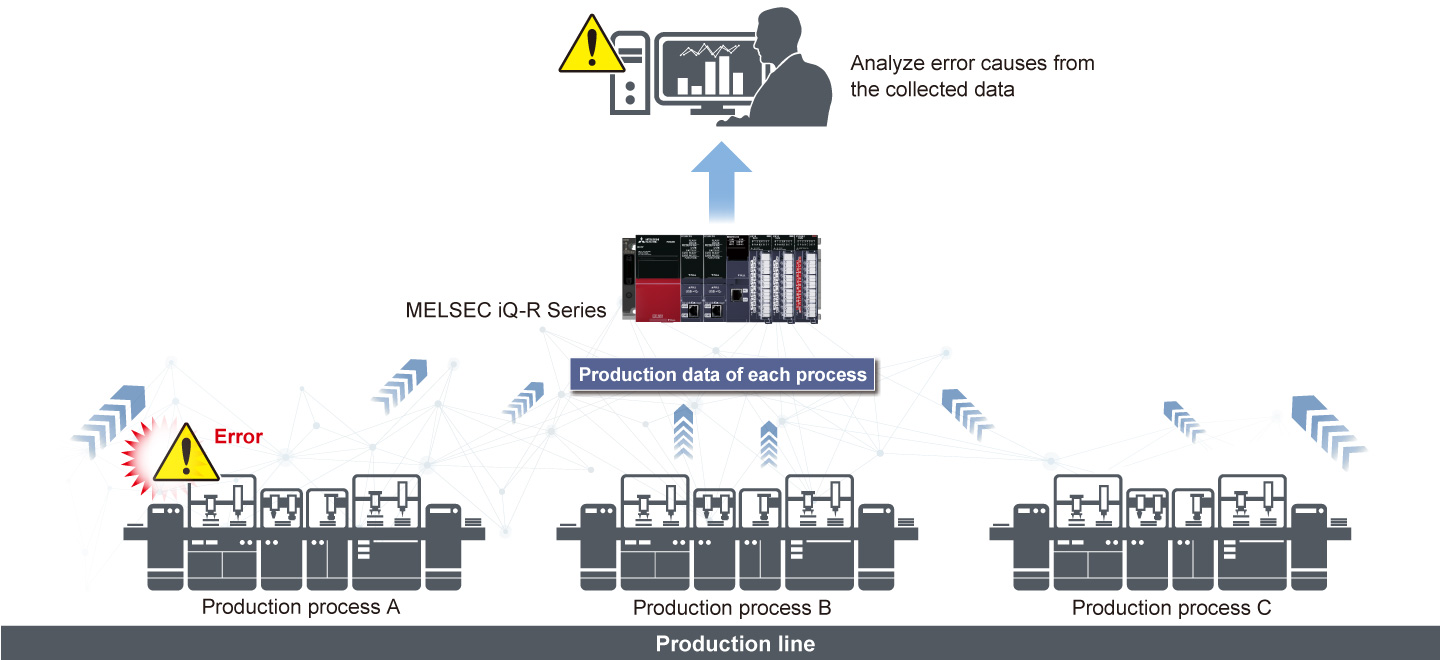 Analyze error causes from
the collected data
MELSEC iQ-R Series
Production data of each process
Error
Production process A
Production process B
Production process C
Production line